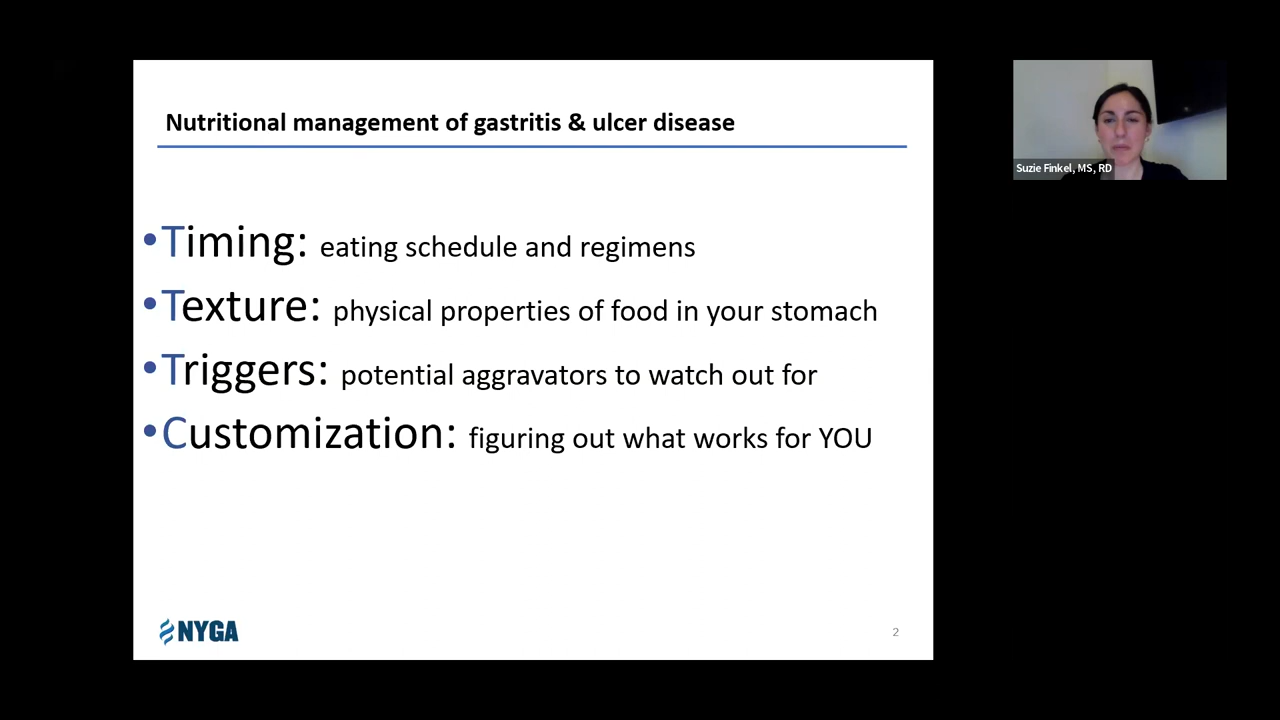 Nutritional management of gastritis & ulcer disease
•Timing: eating schedule and regimens
•Texture: physical properties of food in your stomach
•Triggers: potential aggravators to watch out for
•Customization: figuring out what works for YOU
NYGA
2
Suzie Finkel, MS, RD